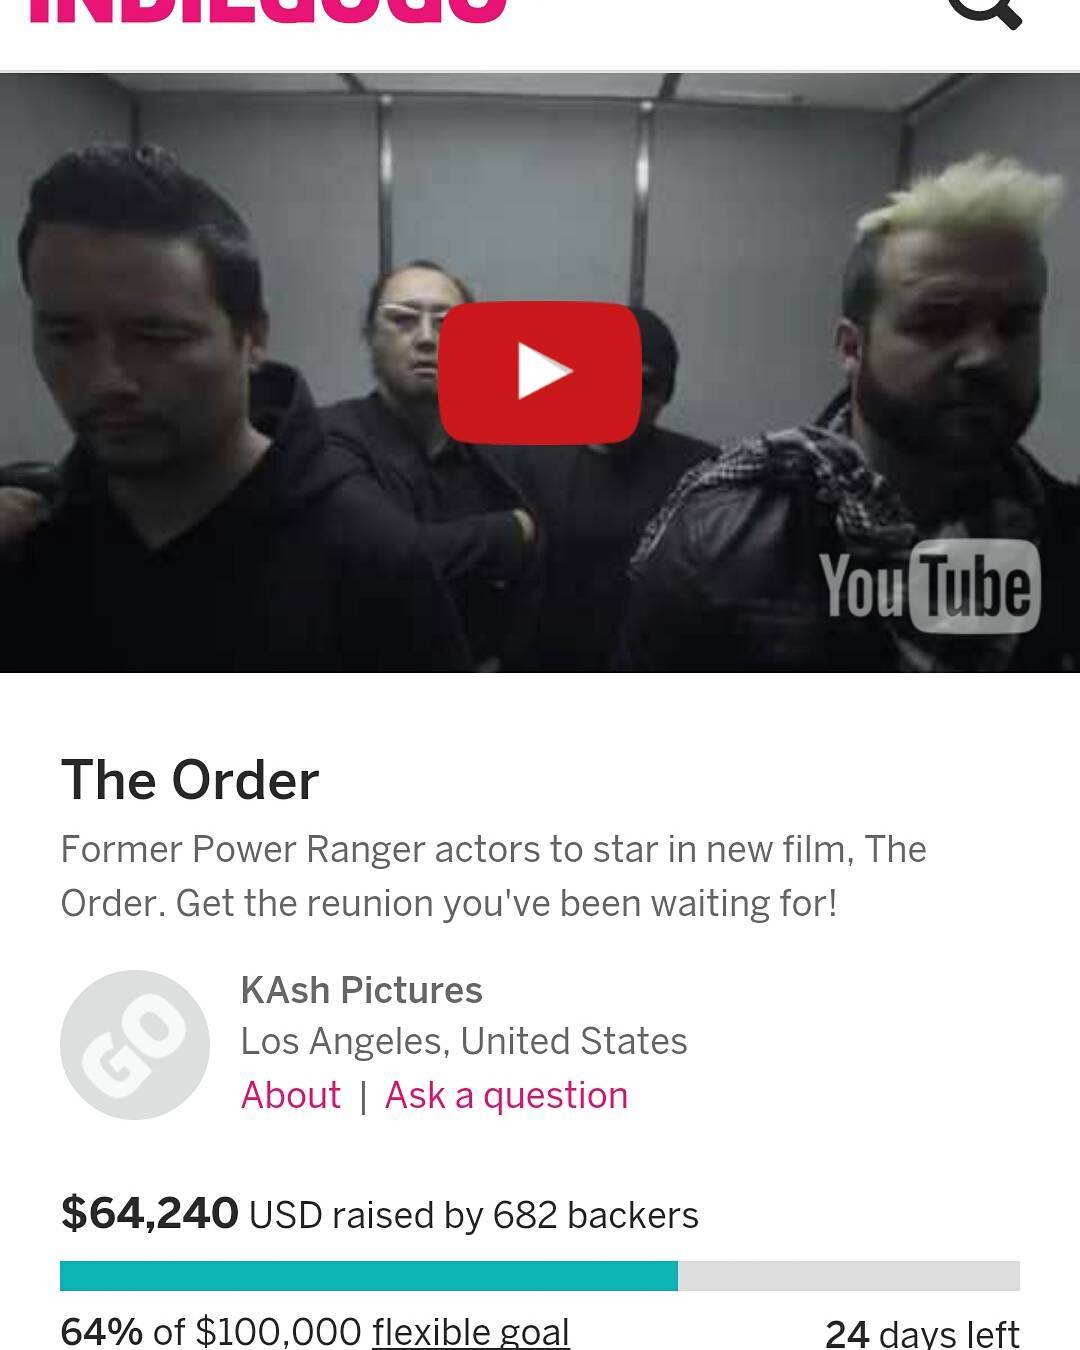 INDIEGOGO
YouTube
The Order
Former Power Ranger actors to star in new film, The
Order. Get the reunion you've been waiting for!
GO
KAsh Pictures
Los Angeles, United States
About | Ask a question
$64,240 USD raised by 682 backers
64% of $100,000 flexible goal
24 days left